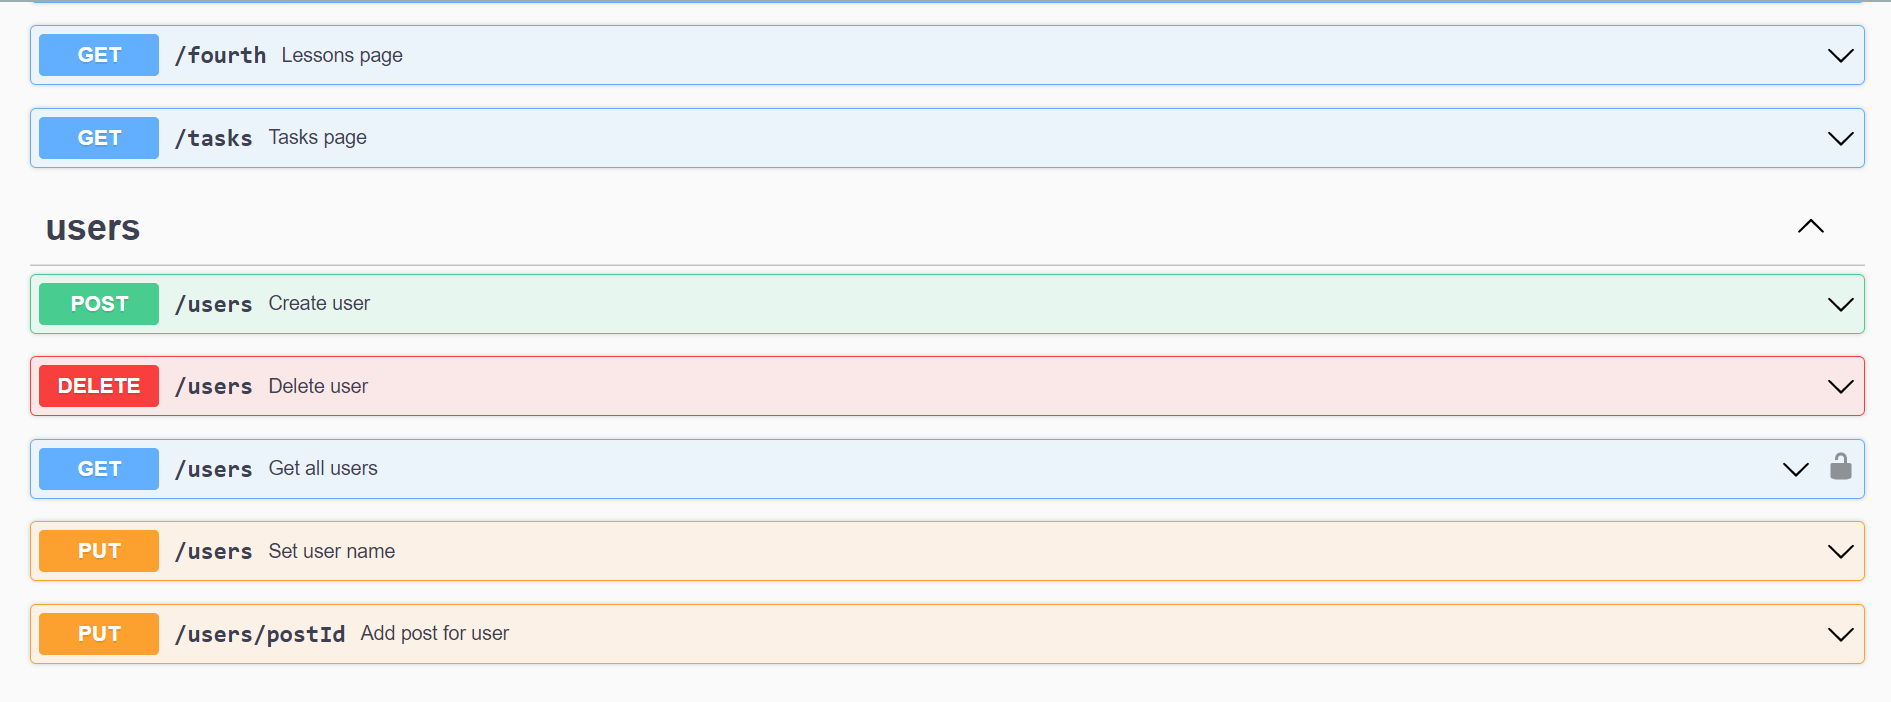 GET /fourth Lessons page
GET /tasks Tasks page
users
POST /users Create user
DELETE /users Delete user
GET /users Get all users
PUT /users Set user name
PUT /users/postId Add post for user